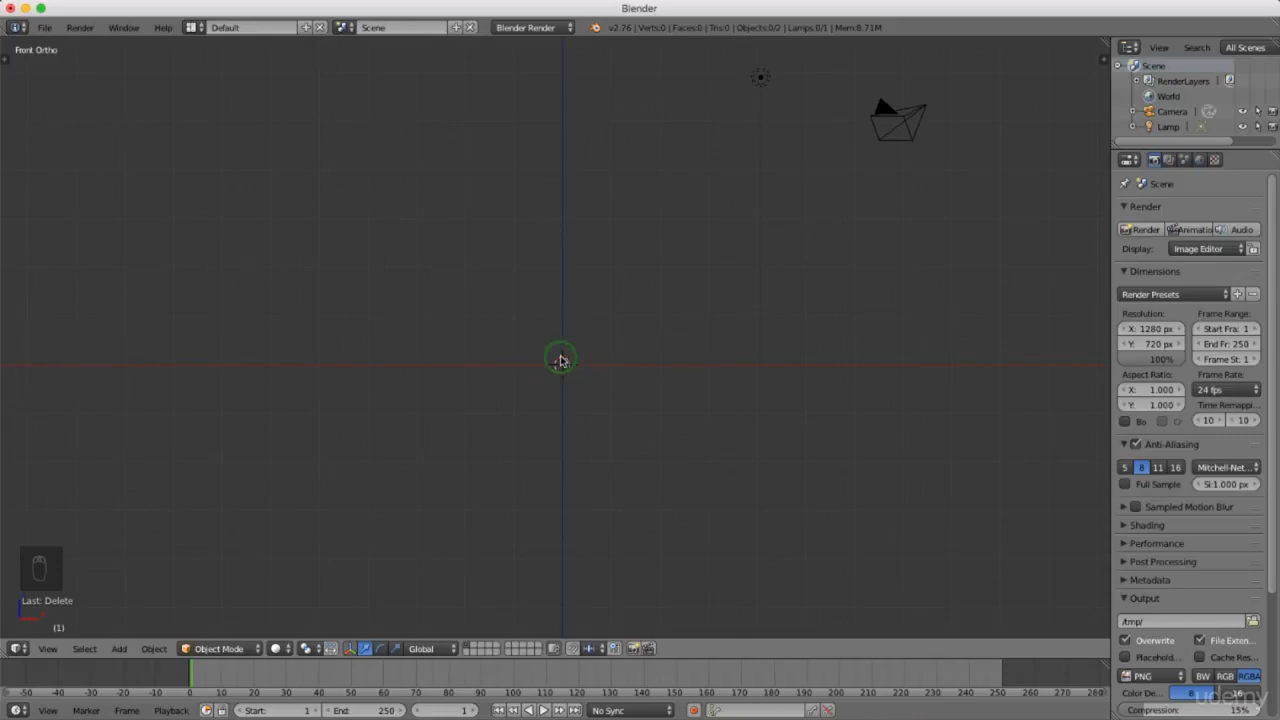 Blender
File Render Window Help Default Scene Blender Render v2.76 | Verts:0 | Faces:0 | Tris:0 | Objects:0/2 | Lamps:0/1 | Mem:8.71M
Front Ortho
View Search All Scenes
Scene
RenderLayers
World
Camera
Lamp
Scene
Render
Render Animatio Audio
Display: Image Editor
Dimensions
Render Presets
Resolution: Frame Range:
X: 1280 px Start Fra: 1
Y: 720 px End Fr: 250
100% Frame St: 1
Aspect Ratio: Frame Rate:
X: 1.000 24 fps
Y: 1.000 Time Remappi...
Bo 10 10
Anti-Aliasing
5 8 11 16 Mitchell-Net...
Full Sample Si:1.000 px
Sampled Motion Blur
Shading
Performance
Post Processing
Metadata
Output
/tmp/
Overwrite File Exten...
Placehold... Cache Res...
PNG BW RGB RGBA
Color De... 8 16
Compression: 15%
udemy
Last: Delete
(1)
View Select Add Object Object Mode Global
-50 -40 -30 -20 -10 0 10 20 30 40 50 60 70 80 90 100 110 120 130 140 150 160 170 180 190 200 210 220 230 240 250 260 270 280
View Marker Frame Playback Start: 1 End: 250 1 No Sync